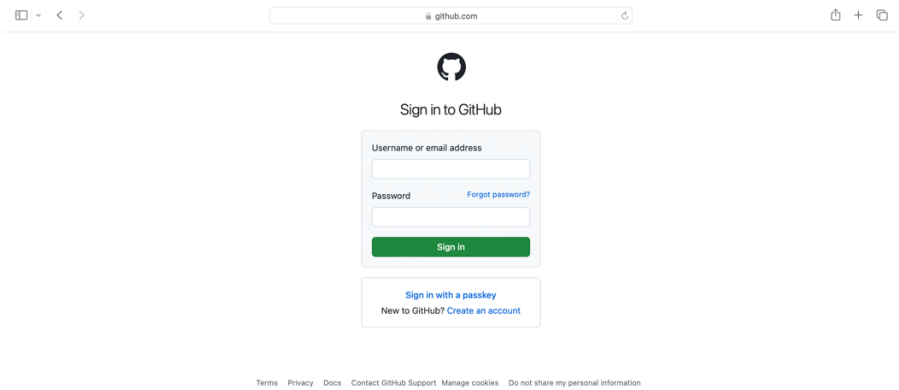 github.com
Sign in to GitHub
Username or email address
Password Forgot password?
Sign in
Sign in with a passkey
New to GitHub? Create an account
Terms Privacy Docs Contact GitHub Support Manage cookies Do not share my personal information